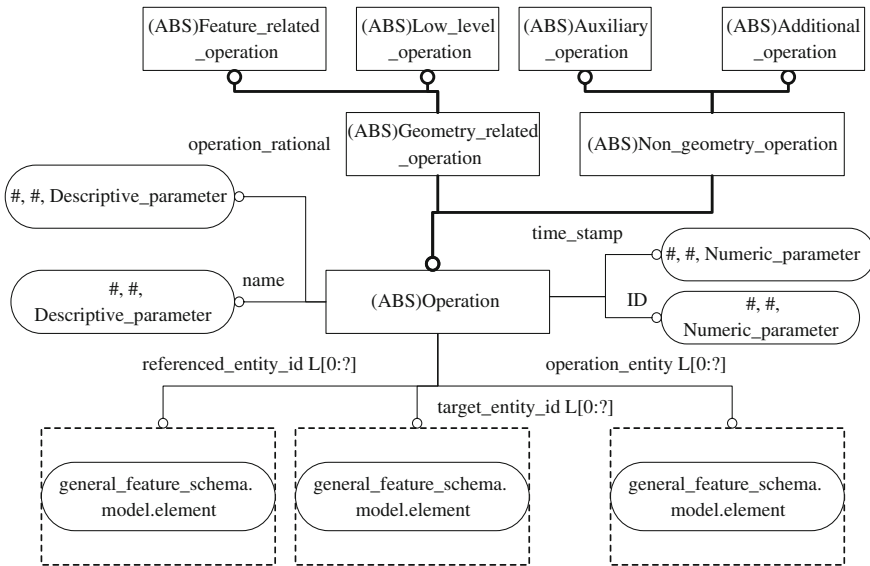 (ABS)Feature_related
_operation
(ABS)Low_level
_operation
(ABS)Auxiliary
_operation
(ABS)Additional
_operation
(ABS)Geometry_related
_operation
(ABS)Non_geometry_operation
operation_rational
#, #, Descriptive_parameter
time_stamp
#, #, Numeric_parameter
name
#, #,
Descriptive_parameter
(ABS)Operation
ID
#, #,
Numeric_parameter
referenced_entity_id L[0:?]
operation_entity L[0:?]
target_entity_id L[0:?]
general_feature_schema.
model.element
general_feature_schema.
model.element
general_feature_schema.
model.element